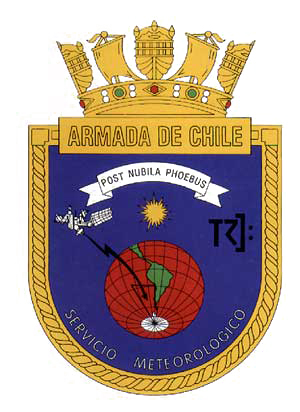 ARMADA DE CHILE
POST NUBILA PHOEBUS
SERVICIO METEOROLOGICO